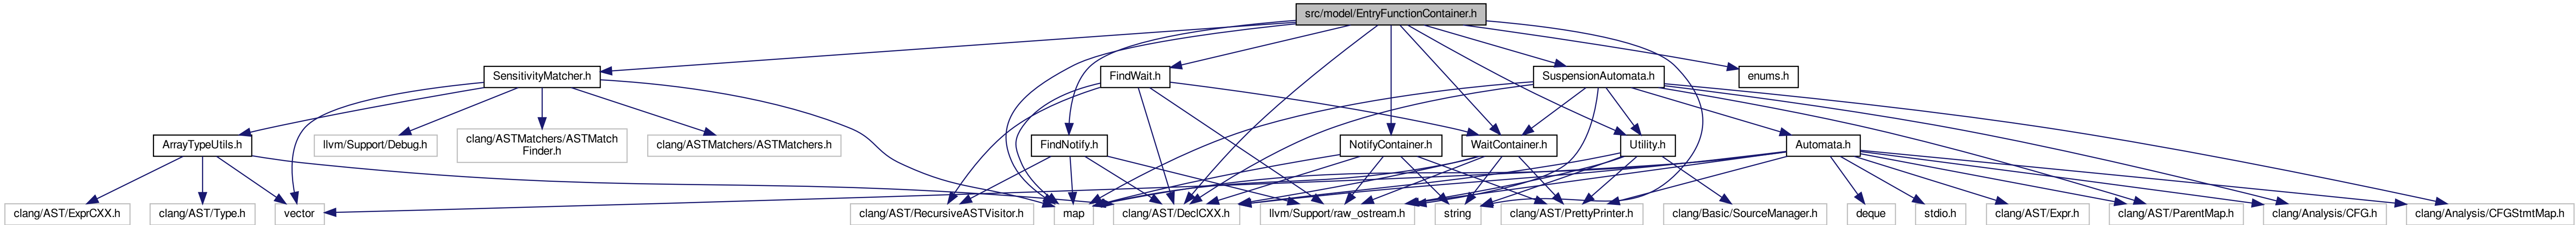 src/model/EntryFunctionContainer.h
SensitivityMatcher.h
FindWait.h
SuspensionAutomata.h
enums.h
ArrayTypeUtils.h
llvm/Support/Debug.h
clang/ASTMatchers/ASTMatch
Finder.h
clang/ASTMatchers/ASTMatchers.h
FindNotify.h
NotifyContainer.h
WaitContainer.h
Utility.h
Automata.h
clang/AST/ExprCXX.h
clang/AST/Type.h
vector
clang/AST/RecursiveASTVisitor.h
map
clang/AST/DeclCXX.h
llvm/Support/raw_ostream.h
string
clang/AST/PrettyPrinter.h
clang/Basic/SourceManager.h
deque
stdio.h
clang/AST/Expr.h
clang/AST/ParentMap.h
clang/Analysis/CFG.h
clang/Analysis/CFGStmtMap.h